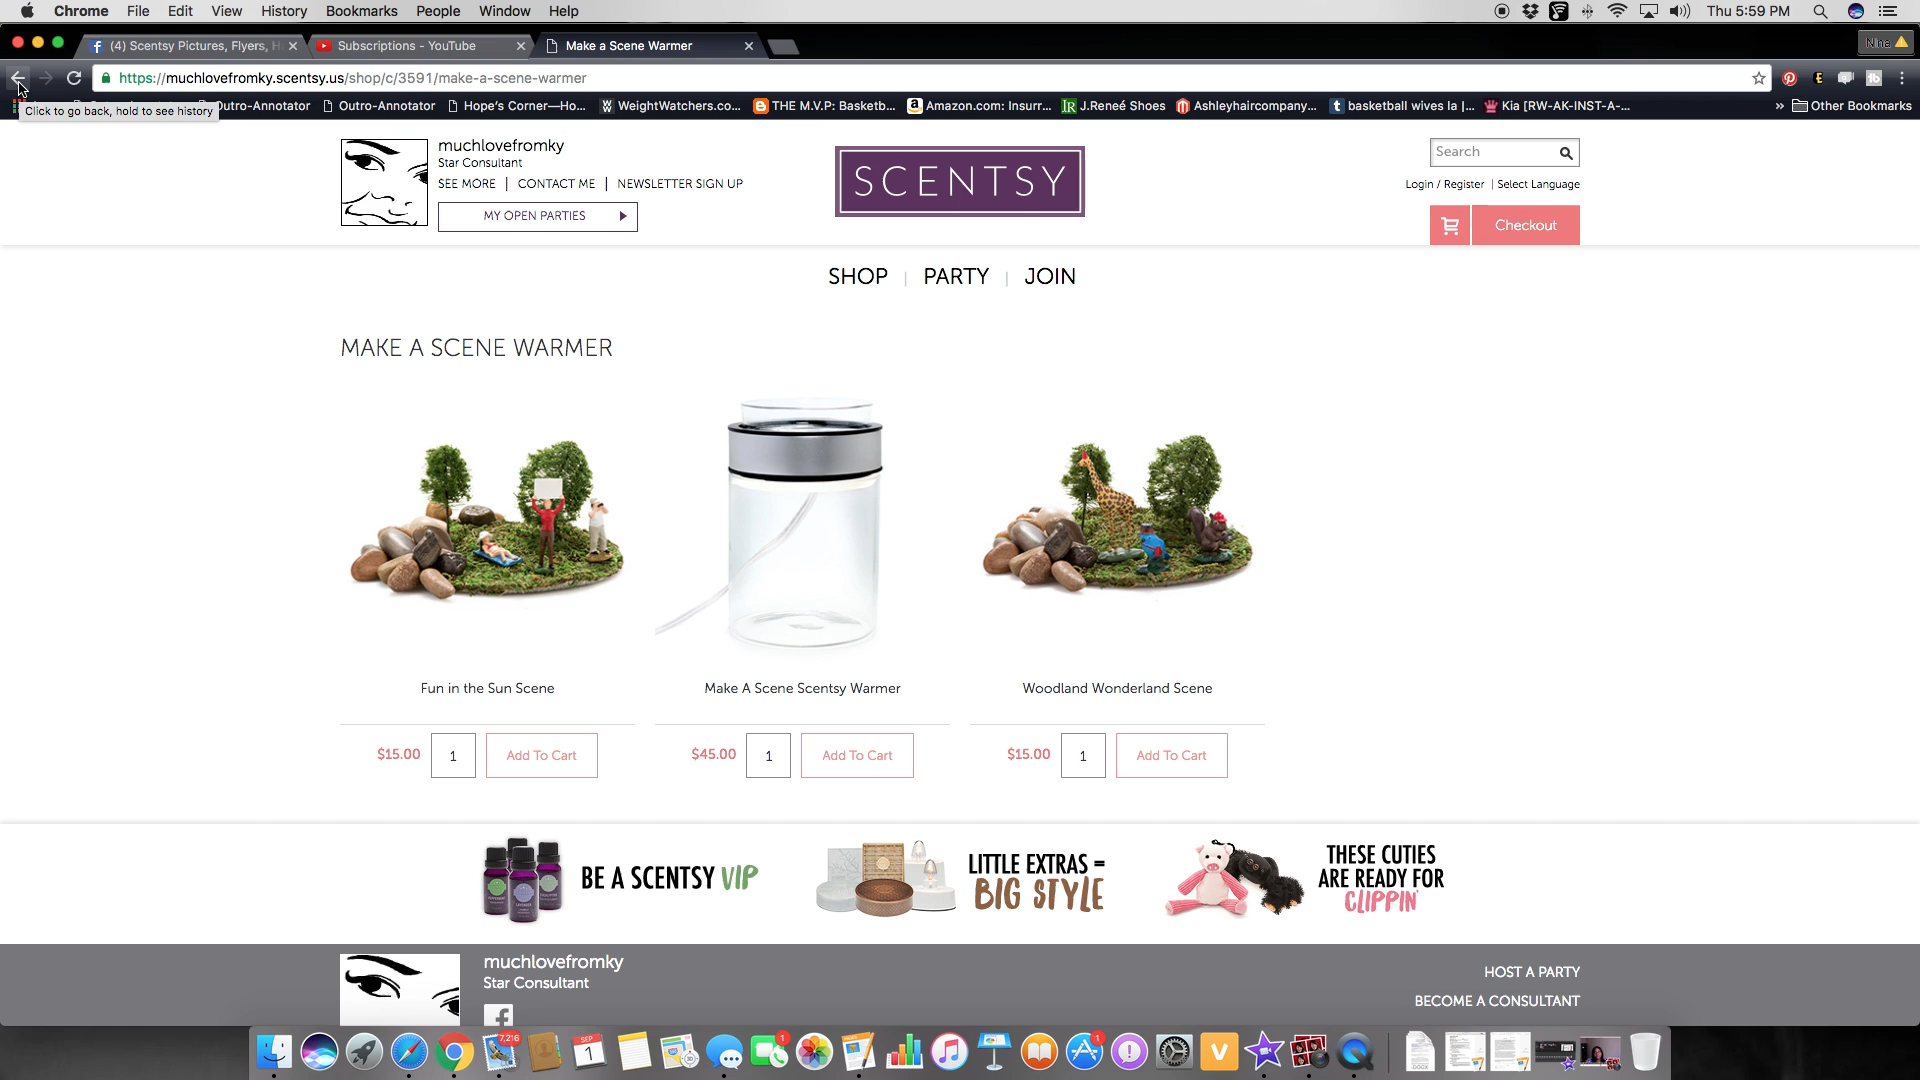 Chrome File Edit View History Bookmarks People Window Help Thu 5:59 PM
(4) Scentsy Pictures, Flyers, H
Subscriptions - YouTube
Make a Scene Warmer
Nina
https://muchlovefromky.scentsy.us/shop/c/3591/make-a-scene-warmer
Click to go back, hold to see history
Outro-Annotator Outro-Annotator Hope's Corner—Ho... WeightWatchers.co... THE M.V.P: Basketb... Amazon.com: Insurr... J.Reneé Shoes Ashleyhaircompany... basketball wives la |... Kia [RW-AK-INST-A-... » Other Bookmarks
muchlovefromky
Star Consultant
SEE MORE | CONTACT ME | NEWSLETTER SIGN UP
MY OPEN PARTIES
SCENTSY
Search
Login / Register | Select Language
Checkout
SHOP | PARTY | JOIN
MAKE A SCENE WARMER
Fun in the Sun Scene
$15.00 1 Add To Cart
Make A Scene Scentsy Warmer
$45.00 1 Add To Cart
Woodland Wonderland Scene
$15.00 1 Add To Cart
BE A SCENTSY VIP
LITTLE EXTRAS =
BIG STYLE
THESE CUTIES
ARE READY FOR
CLIPPIN'
muchlovefromky
Star Consultant
HOST A PARTY
BECOME A CONSULTANT
7,216
SEP
1
1
1